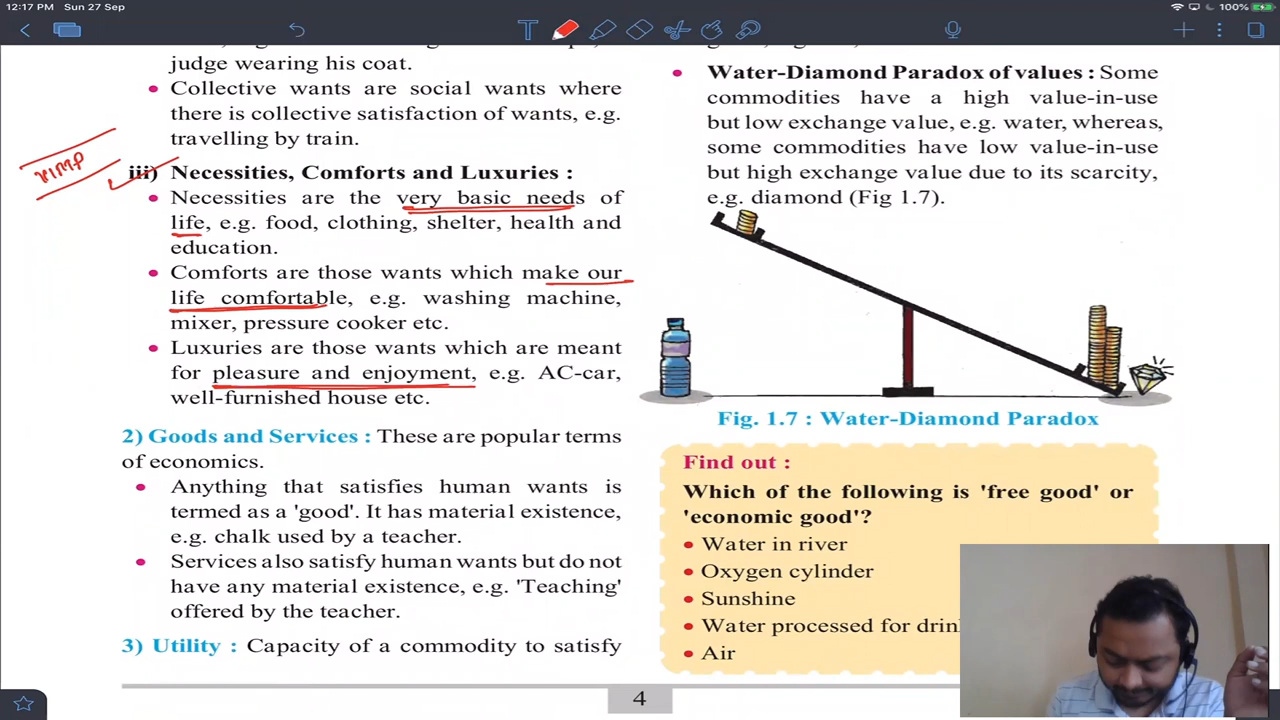 12:17 PM Sun 27 Sep
100%
judge wearing his coat.
• Collective wants are social wants where
there is collective satisfaction of wants, e.g.
travelling by train.
VIMP
iii) Necessities, Comforts and Luxuries :
• Necessities are the very basic needs of
life, e.g. food, clothing, shelter, health and
education.
• Comforts are those wants which make our
life comfortable, e.g. washing machine,
mixer, pressure cooker etc.
• Luxuries are those wants which are meant
for pleasure and enjoyment, e.g. AC-car,
well-furnished house etc.
2) Goods and Services : These are popular terms
of economics.
• Anything that satisfies human wants is
termed as a 'good'. It has material existence,
e.g. chalk used by a teacher.
• Services also satisfy human wants but do not
have any material existence, e.g. 'Teaching'
offered by the teacher.
3) Utility : Capacity of a commodity to satisfy
• Water-Diamond Paradox of values : Some
commodities have a high value-in-use
but low exchange value, e.g. water, whereas,
some commodities have low value-in-use
but high exchange value due to its scarcity,
e.g. diamond (Fig 1.7).
Fig. 1.7 : Water-Diamond Paradox
Find out :
Which of the following is 'free good' or
'economic good'?
• Water in river
• Oxygen cylinder
• Sunshine
• Water processed for
• Air
4